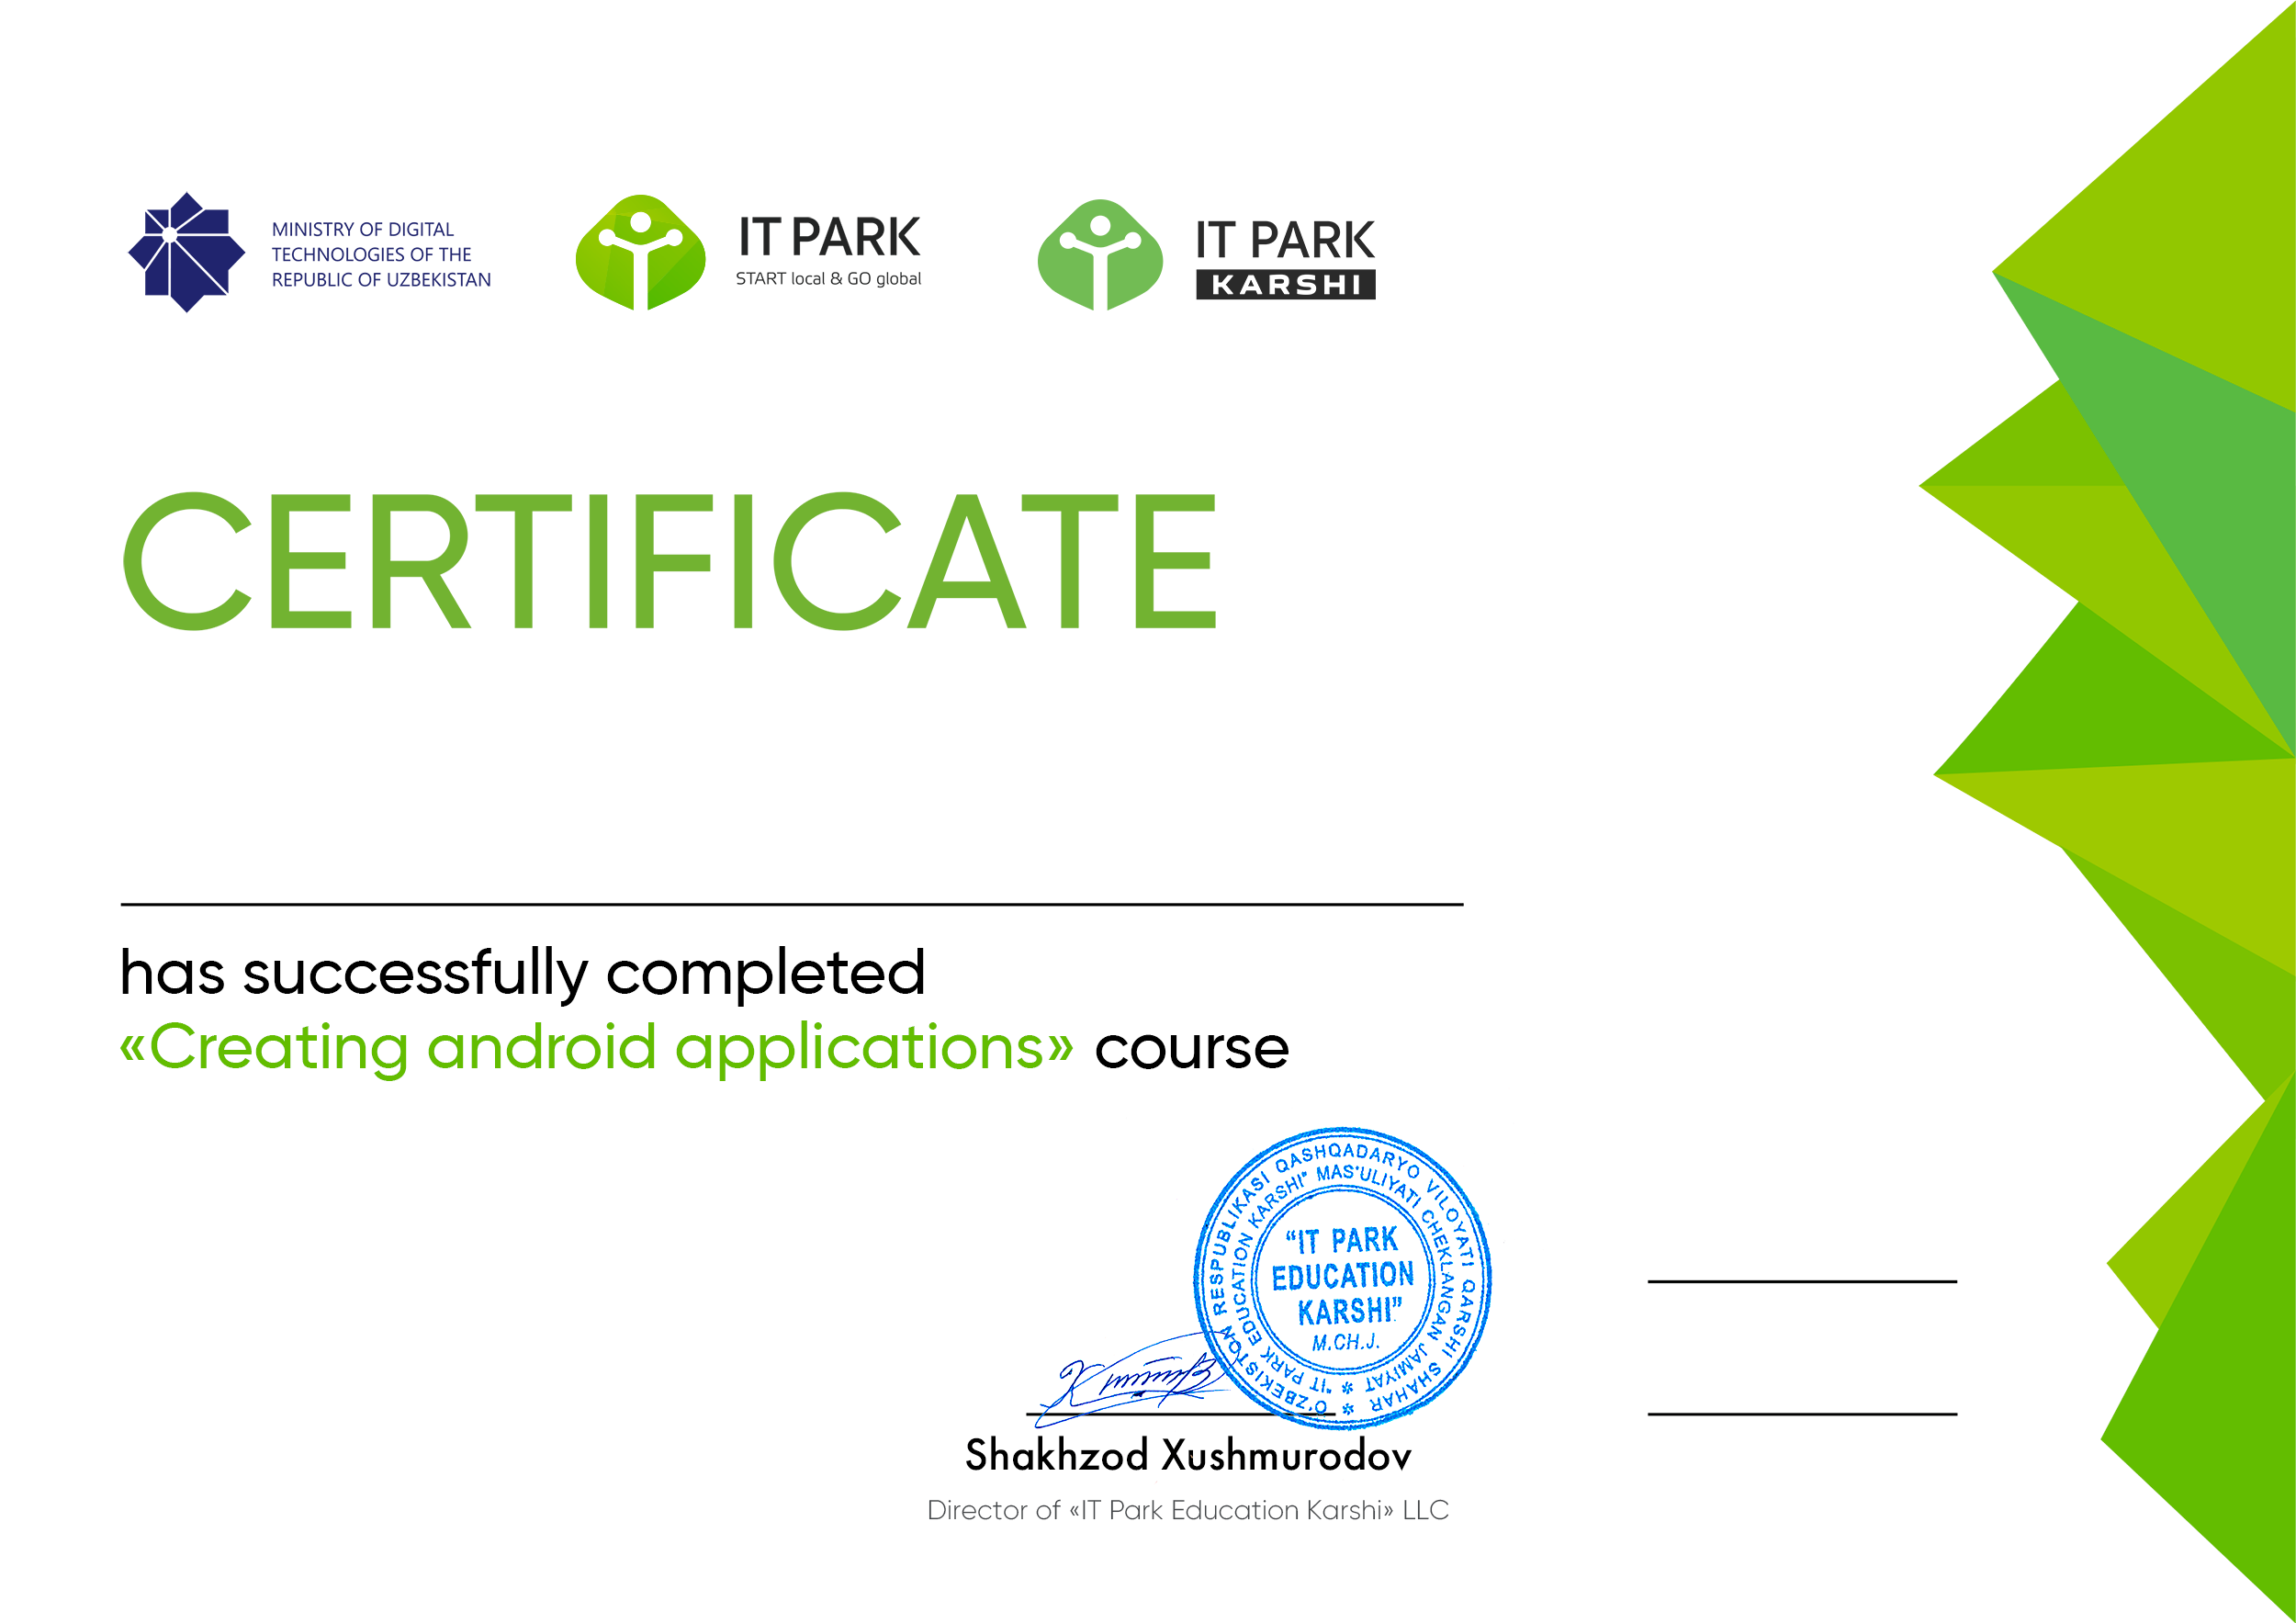 MINISTRY OF DIGITAL
TECHNOLOGIES OF THE
REPUBLIC OF UZBEKISTAN
IT PARK
START local & GO global
IT PARK
KARSHI
CERTIFICATE
has successfully completed
«Creating android applications» course
O'ZBEKISTON RESPUBLIKASI QASHQADARYO VILOYATI QARSHI SHAHAR
"IT PARK EDUCATION KARSHI" MAS'ULIYATI CHEKLANGAN JAMIYAT
“IT PARK
EDUCATION
KARSHI”
M.CH.J.
Shakhzod Xushmurodov
Director of «IT Park Education Karshi» LLC